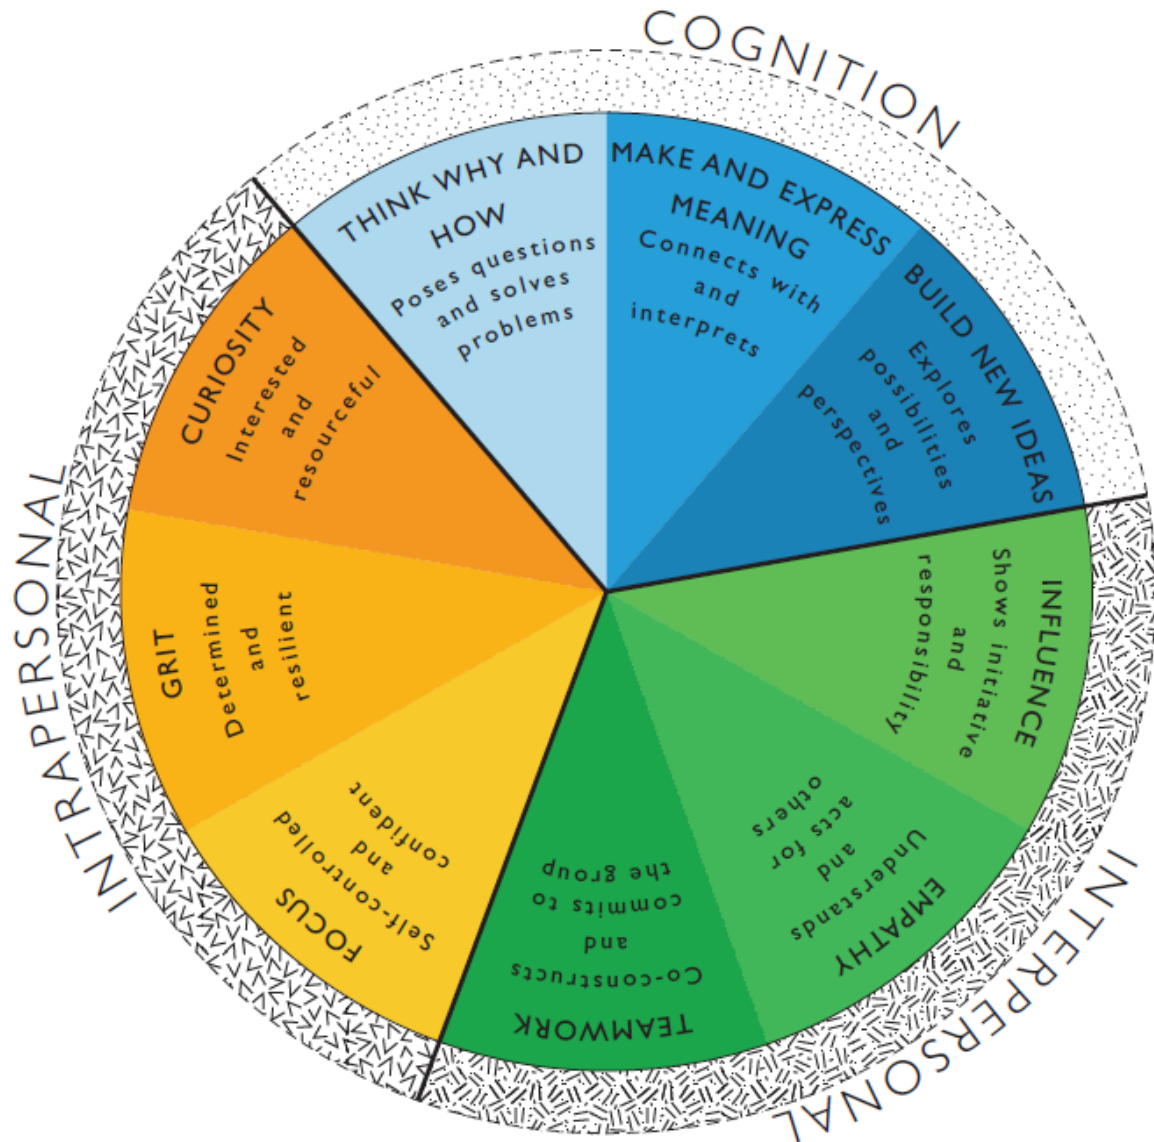 COGNITION
THINK WHY AND
HOW
Poses questions
and solves
problems
MAKE AND EXPRESS
MEANING
Connects with
and
interprets
BUILD NEW IDEAS
Explores
possibilities
and
perspectives
INTERPERSONAL
INFLUENCE
Shows initiative
and
responsibility
EMPATHY
Understands
and
acts for
others
TEAMWORK
Co-constructs
and
commits to
the group
INTRAPERSONAL
FOCUS
Self-controlled
and
confident
GRIT
Determined
and
resilient
CURIOSITY
Interested
and
resourceful